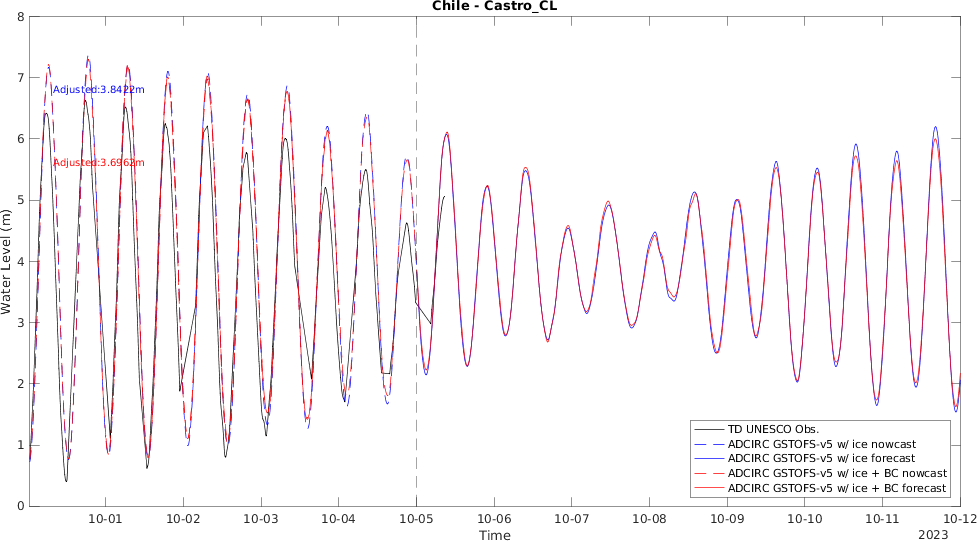 Chile - Castro_CL
8
7
6
5
4
3
2
1
0
Water Level (m)
Adjusted:3.8422m
Adjusted:3.6962m
TD UNESCO Obs.
ADCIRC GSTOFS-v5 w/ ice nowcast
ADCIRC GSTOFS-v5 w/ ice forecast
ADCIRC GSTOFS-v5 w/ ice + BC nowcast
ADCIRC GSTOFS-v5 w/ ice + BC forecast
10-01 10-02 10-03 10-04 10-05 10-06 10-07 10-08 10-09 10-10 10-11 10-12
Time
2023